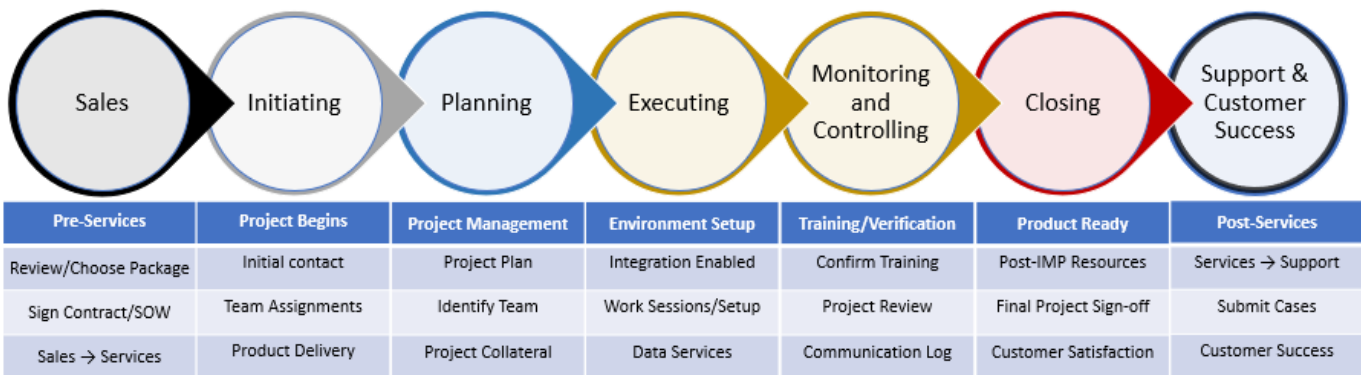 Sales
Initiating
Planning
Executing
Monitoring
and
Controlling
Closing
Support &
Customer
Success
Pre-Services
Project Begins
Project Management
Environment Setup
Training/Verification
Product Ready
Post-Services
Review/Choose Package
Initial contact
Project Plan
Integration Enabled
Confirm Training
Post-IMP Resources
Services → Support
Sign Contract/SOW
Team Assignments
Identify Team
Work Sessions/Setup
Project Review
Final Project Sign-off
Submit Cases
Sales → Services
Product Delivery
Project Collateral
Data Services
Communication Log
Customer Satisfaction
Customer Success